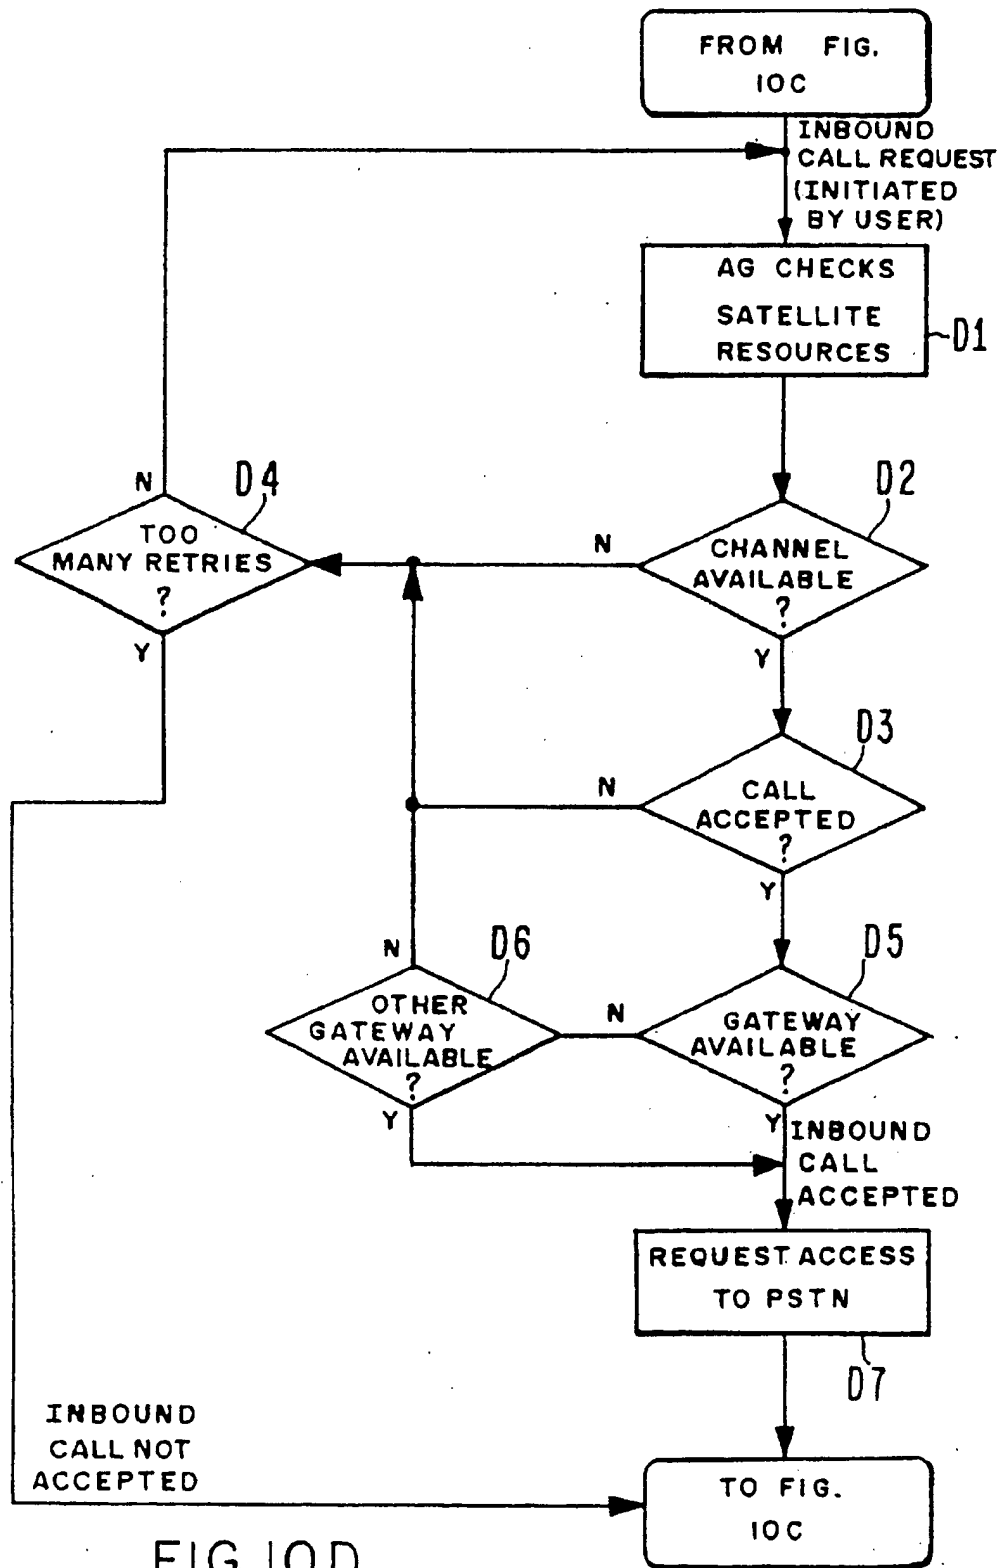 FROM FIG.
10C
INBOUND
CALL REQUEST
(INITIATED
BY USER)
AG CHECKS
SATELLITE
RESOURCES
D1
N
D4
TOO
MANY RETRIES
?
Y
N
D2
CHANNEL
AVAILABLE
?
Y
D3
N
CALL
ACCEPTED
?
Y
N
D6
OTHER
GATEWAY
AVAILABLE
?
Y
N
D5
GATEWAY
AVAILABLE
?
Y
INBOUND
CALL
ACCEPTED
REQUEST ACCESS
TO PSTN
D7
INBOUND
CALL NOT
ACCEPTED
TO FIG.
10C
FIG. 10D